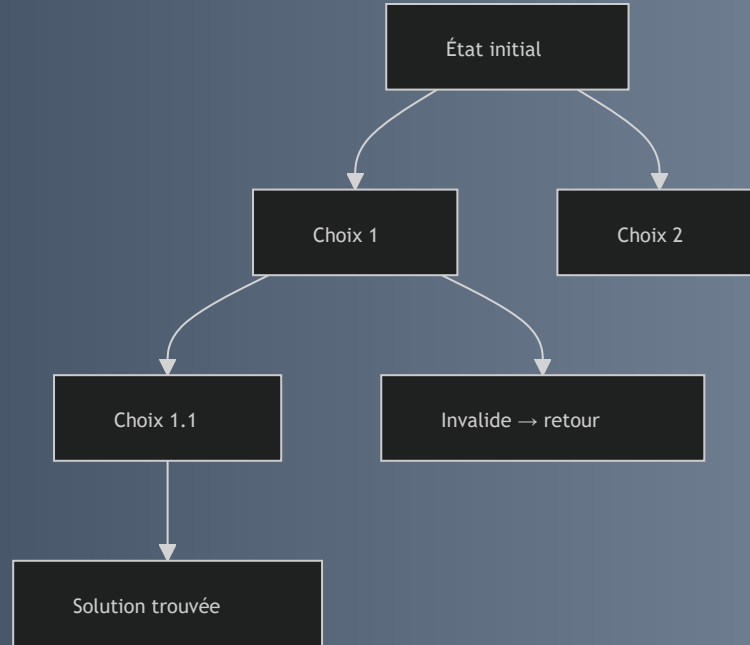 État initial
Choix 1
Choix 2
Choix 1.1
Invalide → retour
Solution trouvée